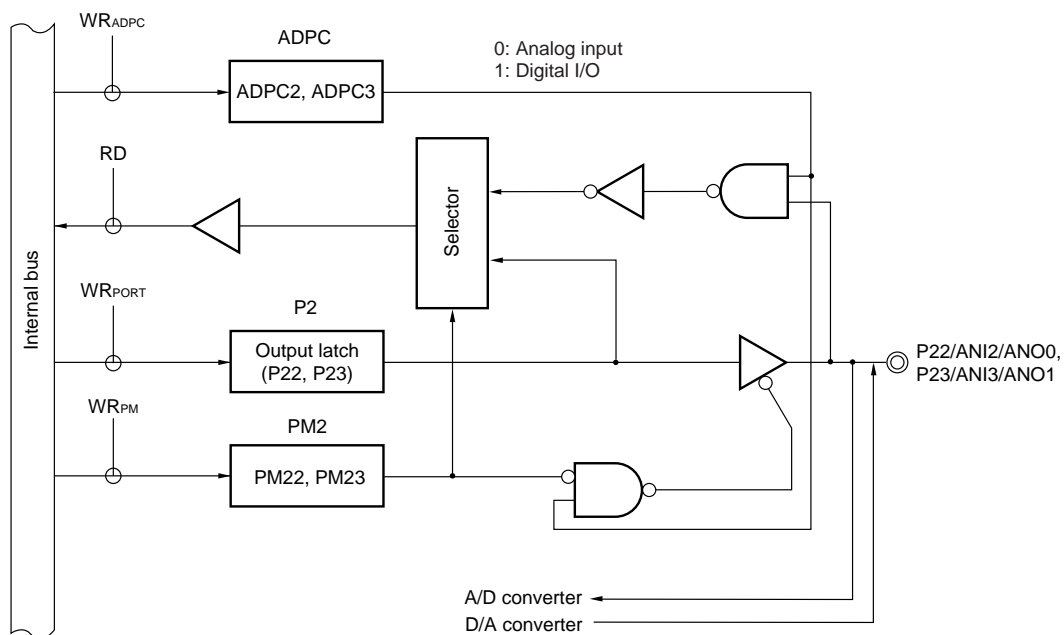 WRADPC
ADPC
0: Analog input
1: Digital I/O
ADPC2, ADPC3
RD
Selector
Internal bus
WRPORT
P2
Output latch
(P22, P23)
P22/ANI2/ANO0,
P23/ANI3/ANO1
WRPM
PM2
PM22, PM23
A/D converter
D/A converter